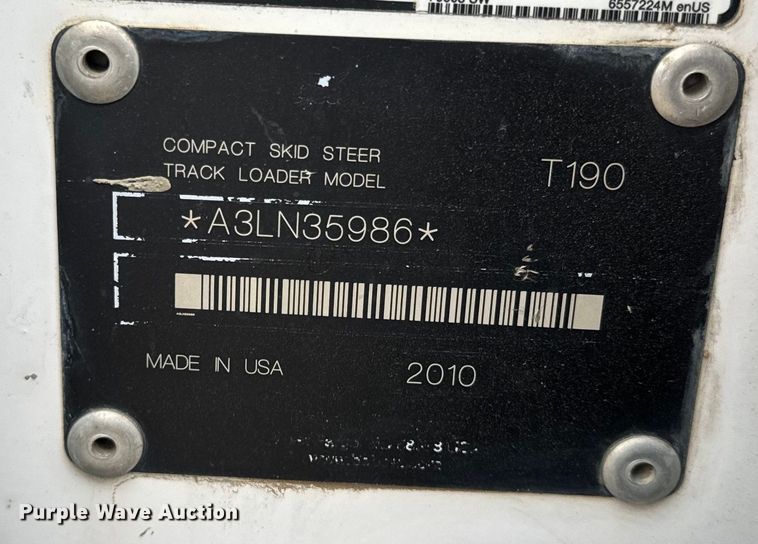 6557224M enUS
COMPACT SKID STEER
TRACK LOADER MODEL
T190
*A3LN35986*
MADE IN USA
2010
Purple Wave Auction